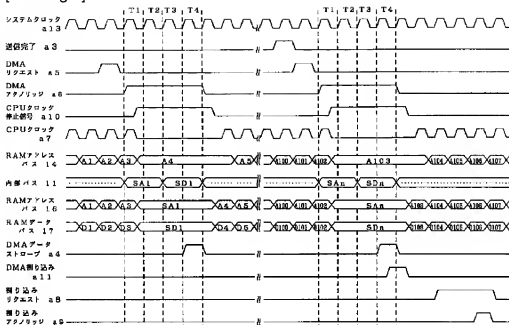 T1 T2 T3 T4 T1 T2 T3 T4
システムクロック
a13
送信完了 a3
DMA
リクエスト a5
DMA
アクノリッジ a6
CPUクロック
停止信号 a10
CPUクロック
a7
RAMアドレス
バス 14
A1 A2 A3 A4 A5 A100 A101 A102 A103 A104 A105 A106 A107
内部バス 11
SA1 SD1 SAn SDn
RAMアドレス
バス 16
A1 A2 A3 SA1 A4 A5 A100 A101 A102 SAn A103 A104 A105 A106 A107
RAMデータ
バス 17
D1 D2 D3 SD1 D4 D5 D100 D101 D102 SDn
DMAデータ
ストローブ a4
DMA割り込み
a11
割り込み
リクエスト a8
割り込み
アクノリッジ a9